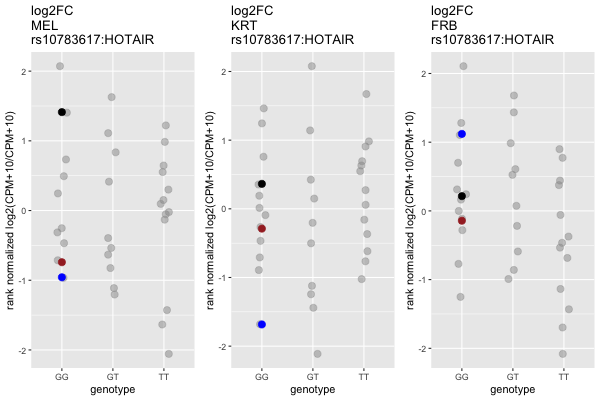 log2FC
MEL
rs10783617:HOTAIR
rank normalized log2(CPM+10/CPM+10)
2
1
0
-1
-2
GG GT TT
genotype
log2FC
KRT
rs10783617:HOTAIR
rank normalized log2(CPM+10/CPM+10)
2
1
0
-1
-2
GG GT TT
genotype
log2FC
FRB
rs10783617:HOTAIR
rank normalized log2(CPM+10/CPM+10)
2
1
0
-1
-2
GG GT TT
genotype